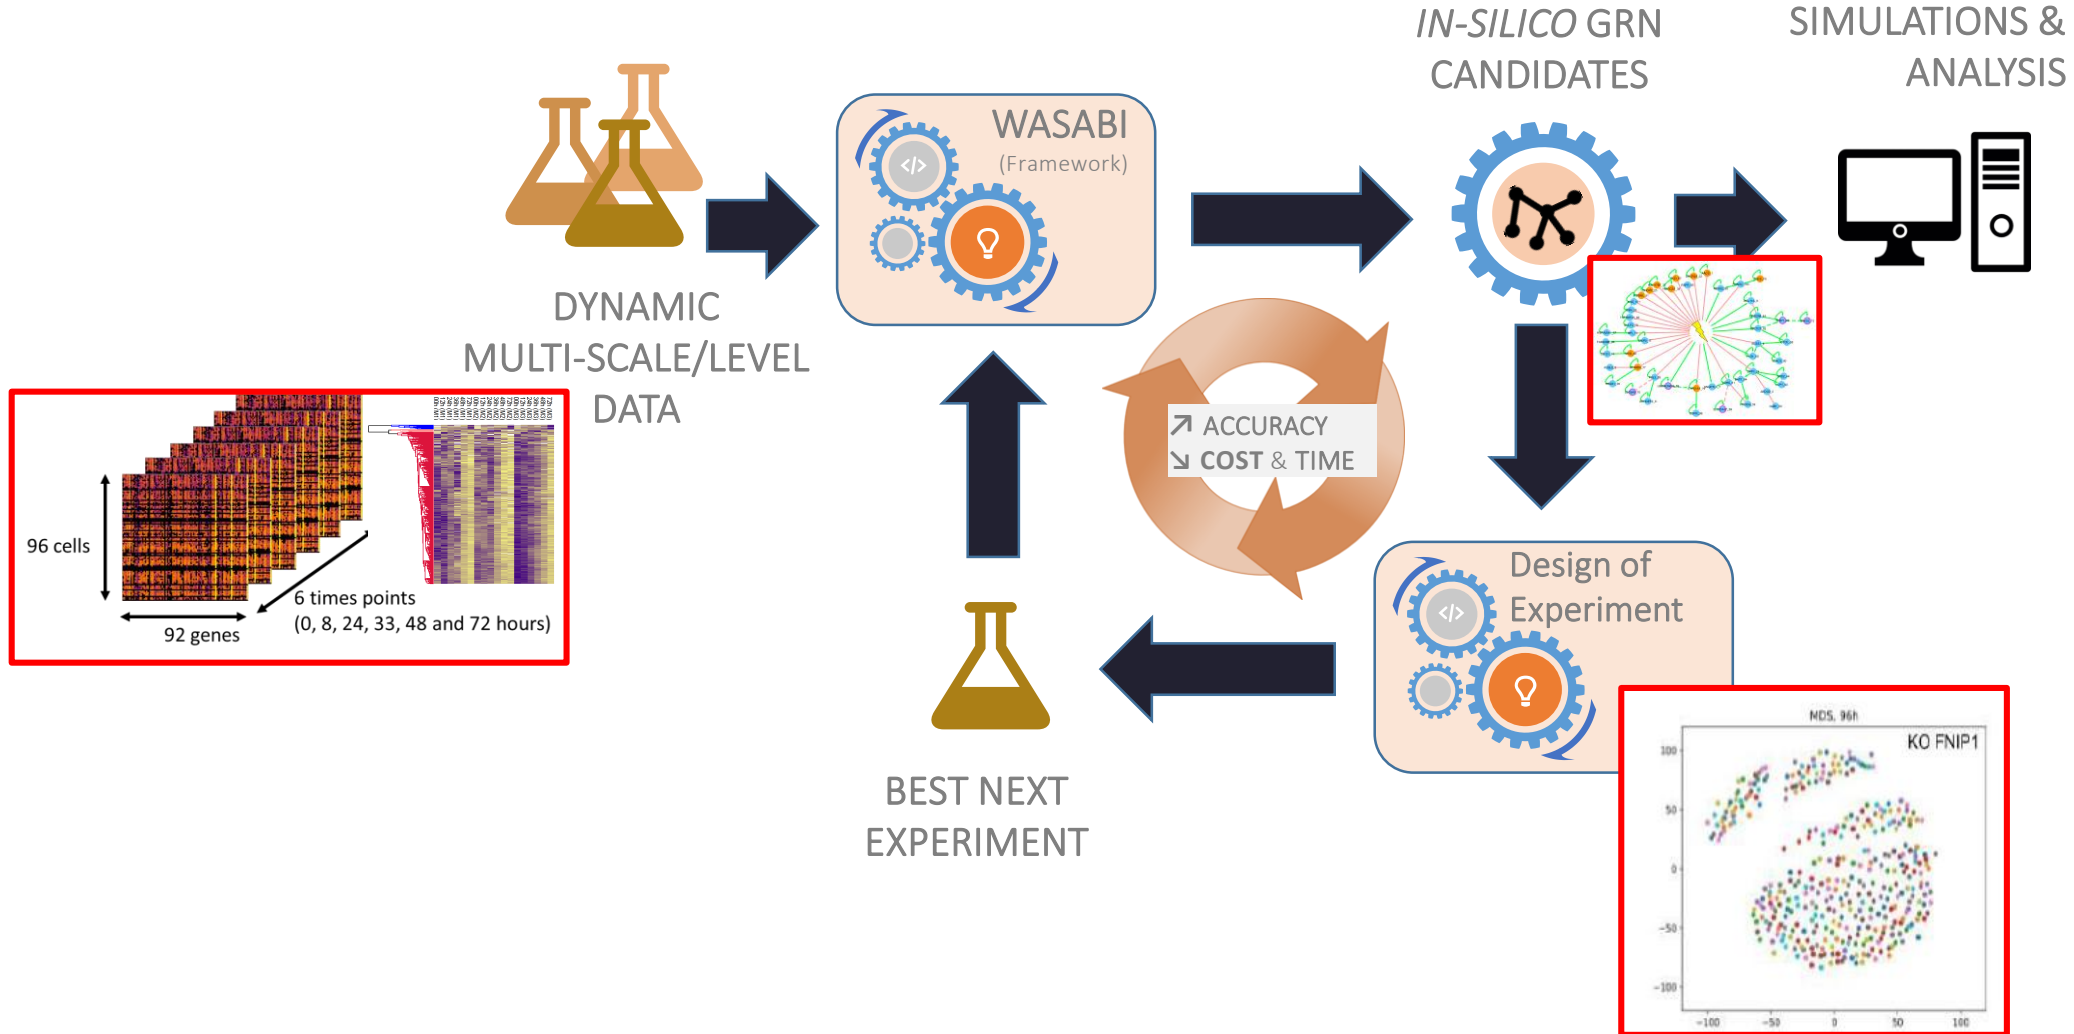 IN-SILICO GRN
CANDIDATES
SIMULATIONS &
ANALYSIS
WASABI
(Framework)
</>
DYNAMIC
MULTI-SCALE/LEVEL
DATA
96 cells
92 genes
6 times points
(0, 8, 24, 33, 48 and 72 hours)
↗ ACCURACY
↘ COST & TIME
Design of
Experiment
</>
BEST NEXT
EXPERIMENT
MDS, 96h
KO FNIP1
100
50
0
−50
−100
−100 −50 0 50 100